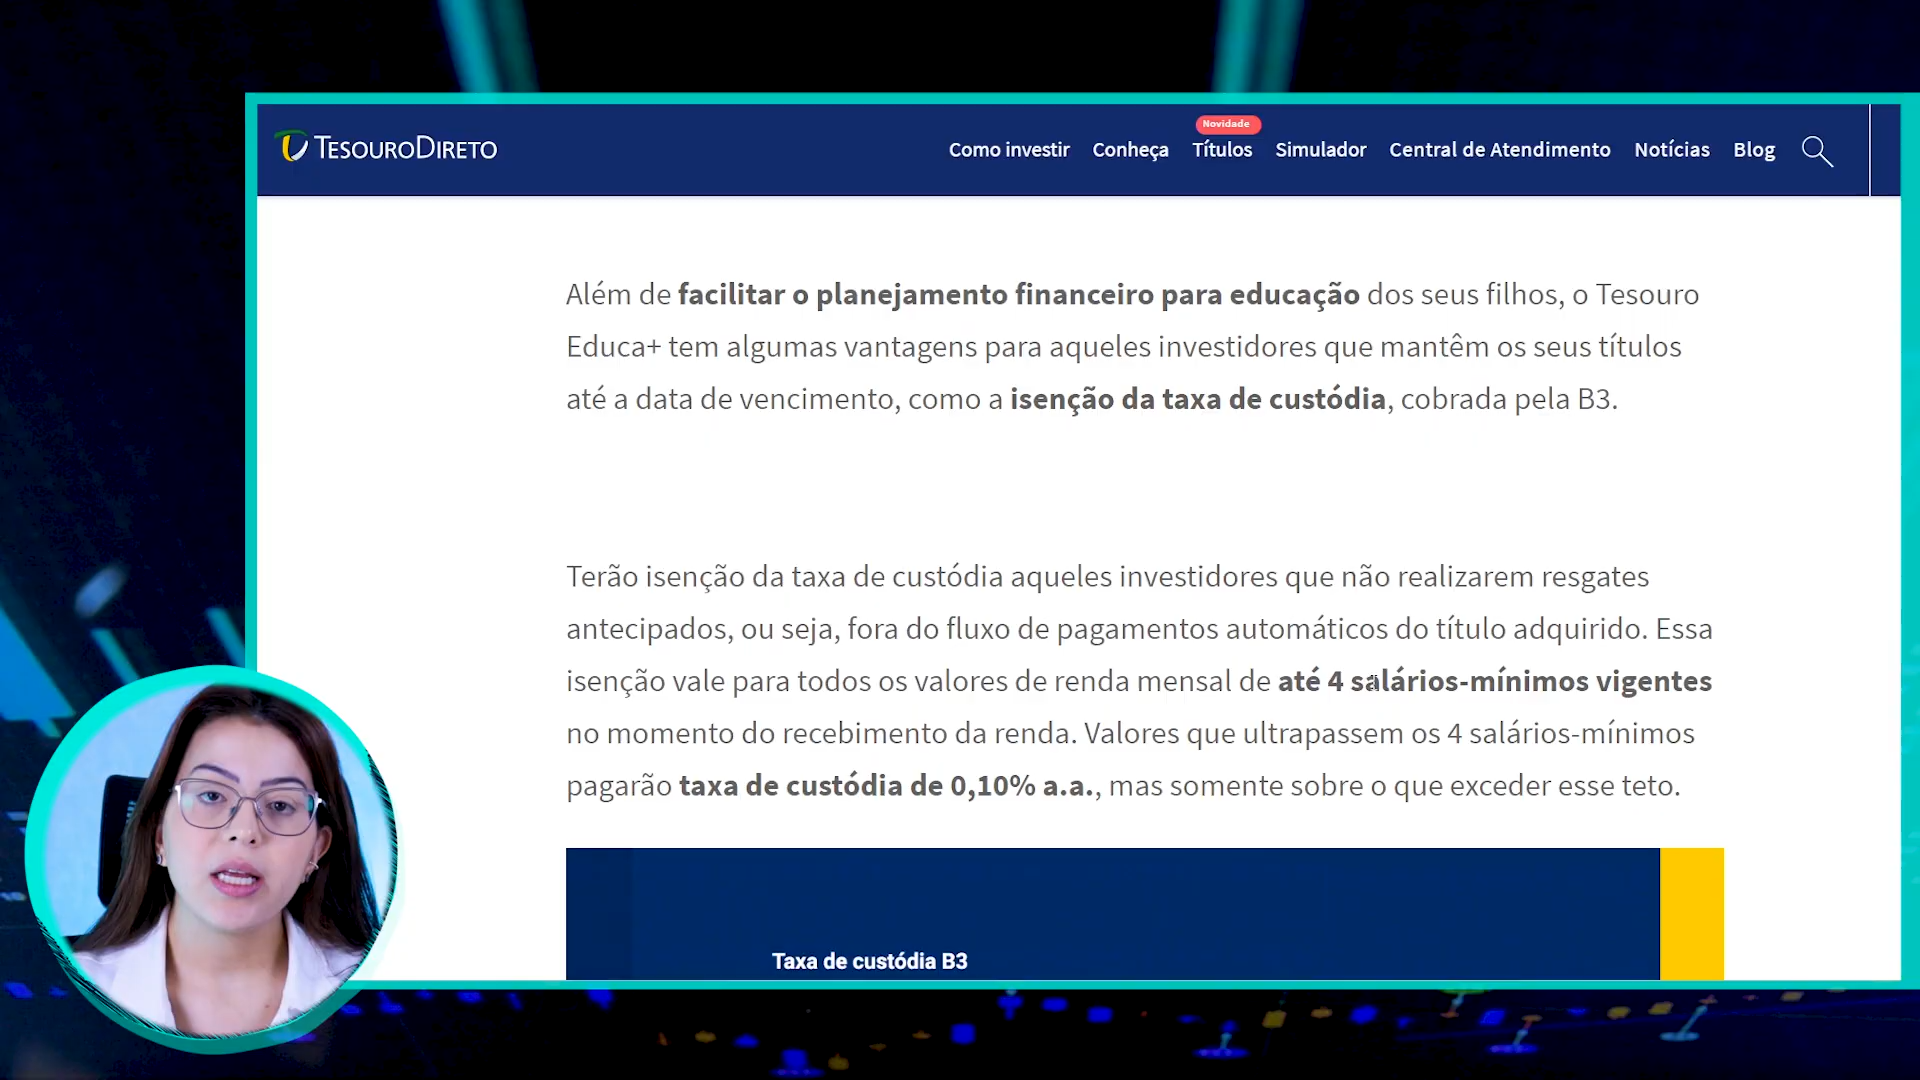 TESOURODIRETO
Novidade
Como investir Conheça Títulos Simulador Central de Atendimento Notícias Blog
Além de facilitar o planejamento financeiro para educação dos seus filhos, o Tesouro
Educa+ tem algumas vantagens para aqueles investidores que mantêm os seus títulos
até a data de vencimento, como a isenção da taxa de custódia, cobrada pela B3.
Terão isenção da taxa de custódia aqueles investidores que não realizarem resgates
antecipados, ou seja, fora do fluxo de pagamentos automáticos do título adquirido. Essa
isenção vale para todos os valores de renda mensal de até 4 salários-mínimos vigentes
no momento do recebimento da renda. Valores que ultrapassem os 4 salários-mínimos
pagarão taxa de custódia de 0,10% a.a., mas somente sobre o que exceder esse teto.
Taxa de custódia B3